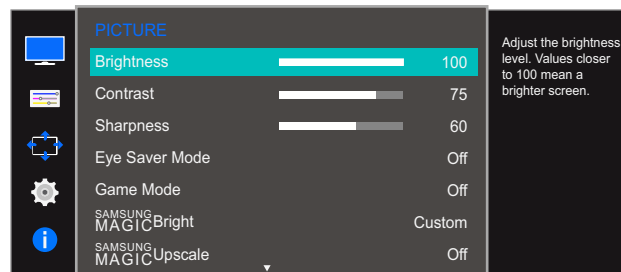 PICTURE
Brightness 100
Contrast 75
Sharpness 60
Eye Saver Mode Off
Game Mode Off
SAMSUNG MAGIC Bright Custom
SAMSUNG MAGIC Upscale Off
Adjust the brightness
level. Values closer
to 100 mean a
brighter screen.
i